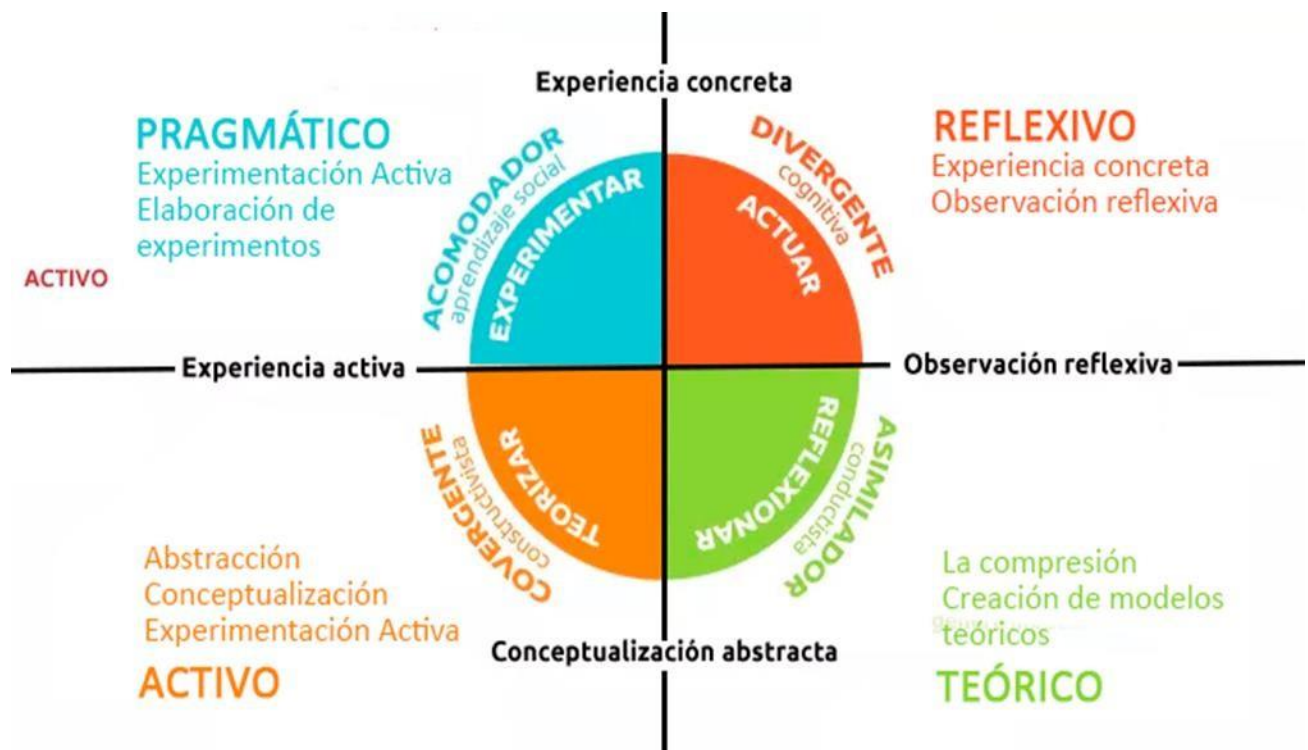 Experiencia concreta
PRAGMÁTICO
Experimentación Activa
Elaboración de
experimentos
ACTIVO
ACOMODADOR
aprendizaje social
EXPERIMENTAR
DIVERGENTE
cognitiva
ACTUAR
REFLEXIVO
Experiencia concreta
Observación reflexiva
Experiencia activa
Observación reflexiva
COVERGENTE
constructivista
TEORIZAR
REFLEXIONAR
ASIMILADOR
conductista
Abstracción
Conceptualización
Experimentación Activa
ACTIVO
La compresión
Creación de modelos
teóricos
TEÓRICO
Conceptualización abstracta